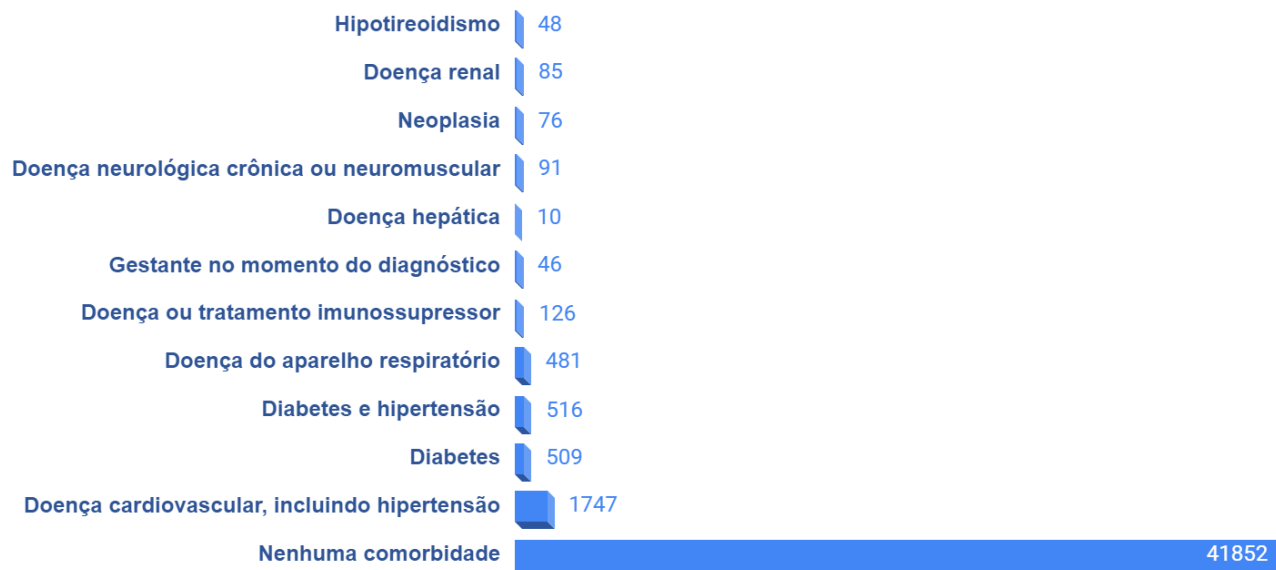 Hipotireoidismo 48
Doença renal 85
Neoplasia 76
Doença neurológica crônica ou neuromuscular 91
Doença hepática 10
Gestante no momento do diagnóstico 46
Doença ou tratamento imunossupressor 126
Doença do aparelho respiratório 481
Diabetes e hipertensão 516
Diabetes 509
Doença cardiovascular, incluindo hipertensão 1747
Nenhuma comorbidade 41852